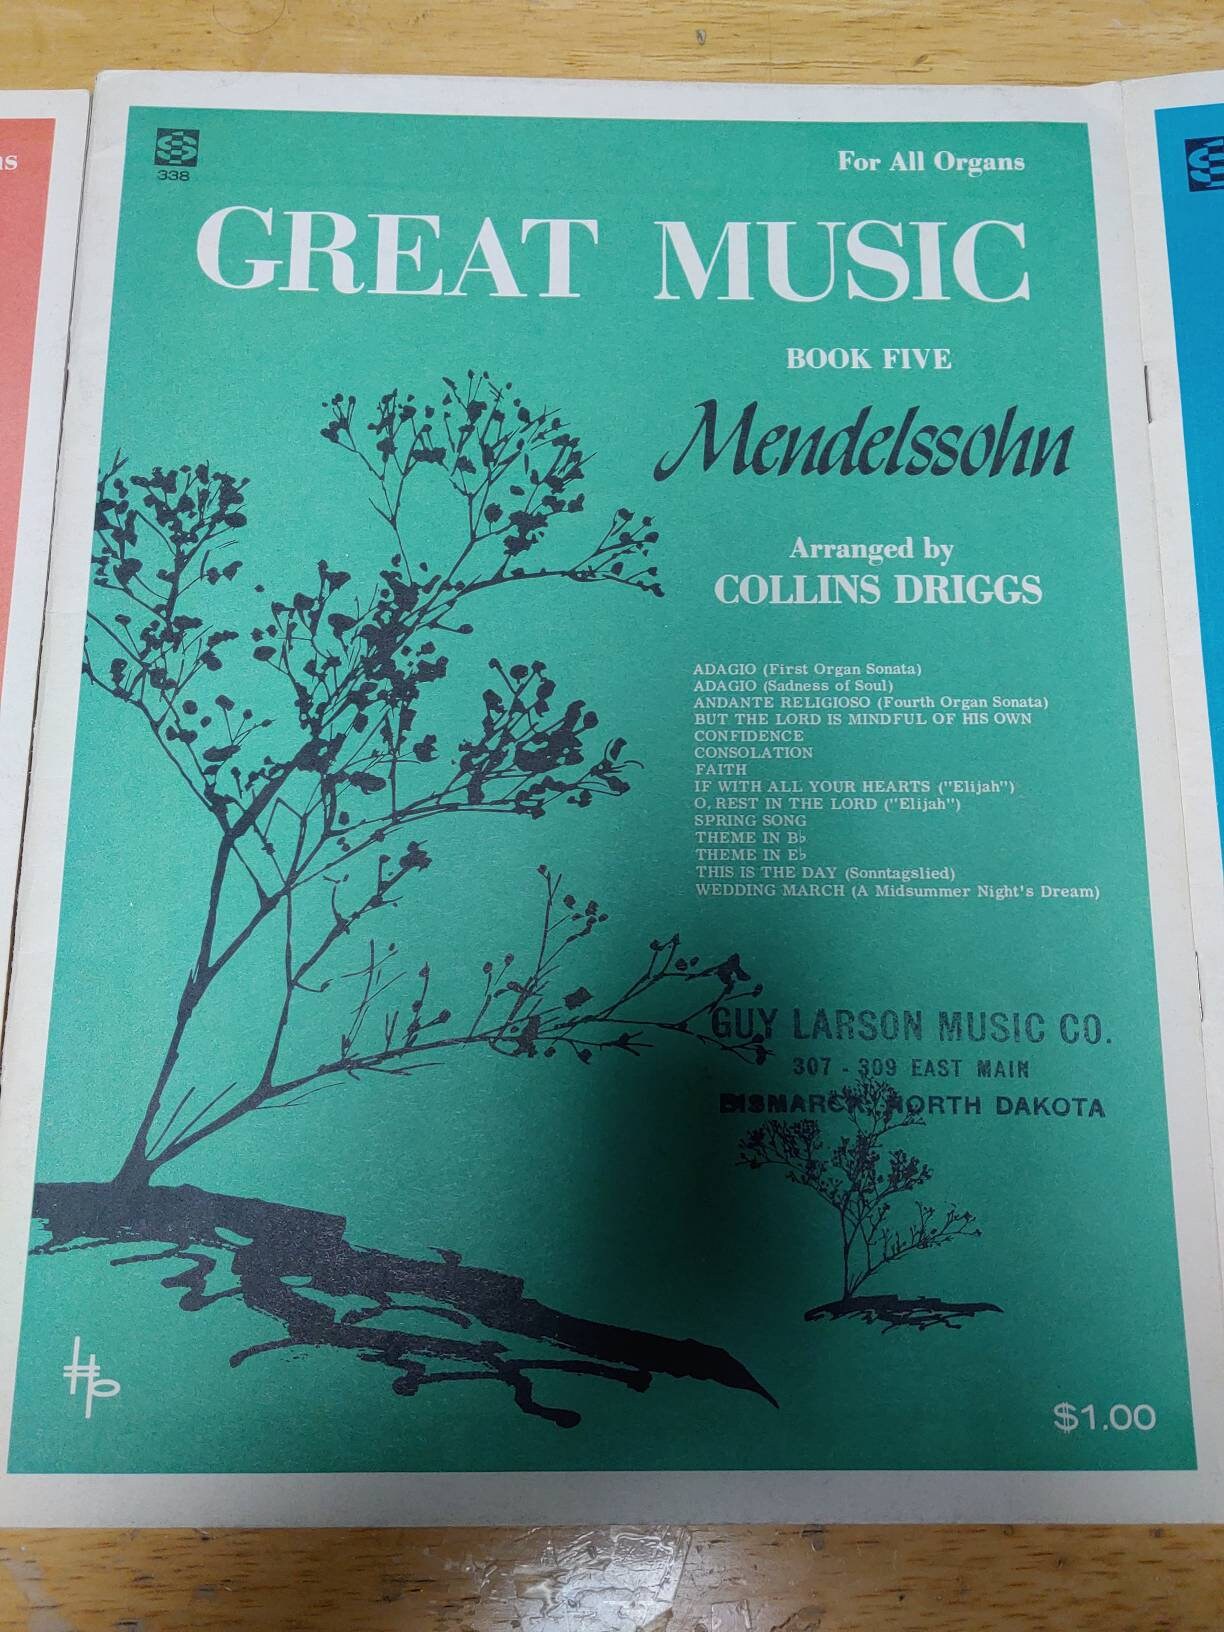 338
For All Organs
GREAT MUSIC
BOOK FIVE
Mendelssohn
Arranged by
COLLINS DRIGGS
ADAGIO (First Organ Sonata)
ADAGIO (Sadness of Soul)
ANDANTE RELIGIOSO (Fourth Organ Sonata)
BUT THE LORD IS MINDFUL OF HIS OWN
CONFIDENCE
CONSOLATION
FAITH
IF WITH ALL YOUR HEARTS ("Elijah")
O, REST IN THE LORD ("Elijah")
SPRING SONG
THEME IN B♭
THEME IN E♭
THIS IS THE DAY (Sonntagslied)
WEDDING MARCH (A Midsummer Night's Dream)
GUY LARSON MUSIC CO.
307 - 309 EAST MAIN
BISMARCK, NORTH DAKOTA
HP
$1.00